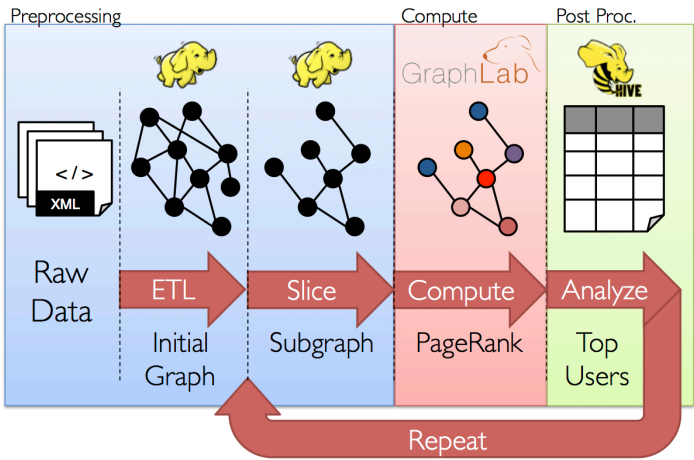 Preprocessing
Compute
Post Proc.
GraphLab
HIVE
< / >
XML
Raw
Data
ETL
Slice
Compute
Analyze
Initial
Graph
Subgraph
PageRank
Top
Users
Repeat